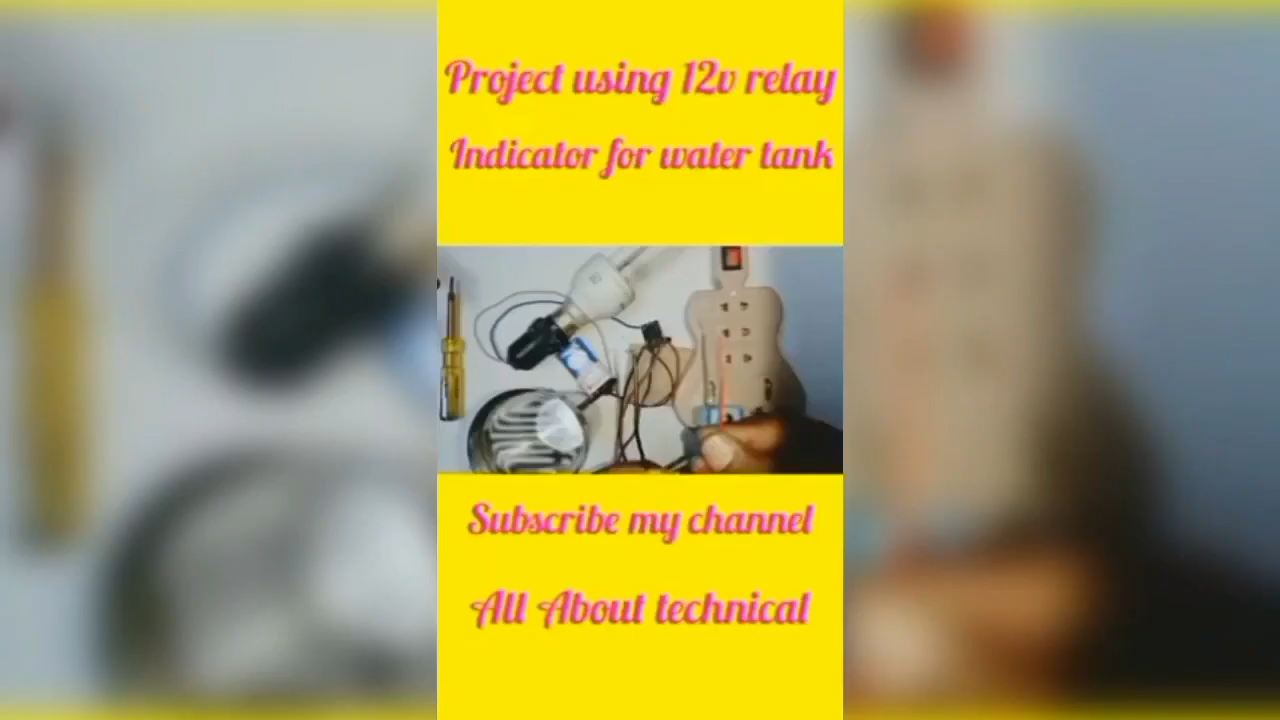 Project using 12v relay
Indicator for water tank
Subscribe my channel
All About technical